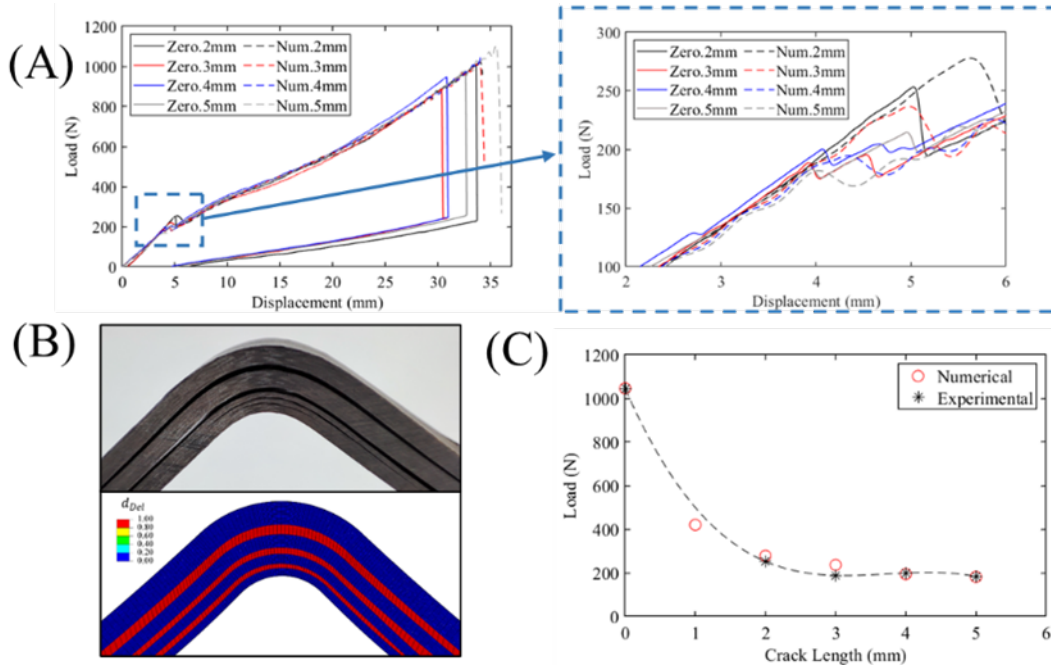 (A)
1200
1000
800
600
400
200
0
Load (N)
Zero.2mm Num.2mm
Zero.3mm Num.3mm
Zero.4mm Num.4mm
Zero.5mm Num.5mm
0 5 10 15 20 25 30 35
Displacement (mm)
300
250
200
150
100
Load (N)
Zero.2mm Num.2mm
Zero.3mm Num.3mm
Zero.4mm Num.4mm
Zero.5mm Num.5mm
2 3 4 5 6
Displacement (mm)
(B)
d_Del
1.00
0.80
0.60
0.40
0.20
0.00
(C)
1200
1000
800
600
400
200
0
Load (N)
Numerical
Experimental
0 1 2 3 4 5 6
Crack Length (mm)